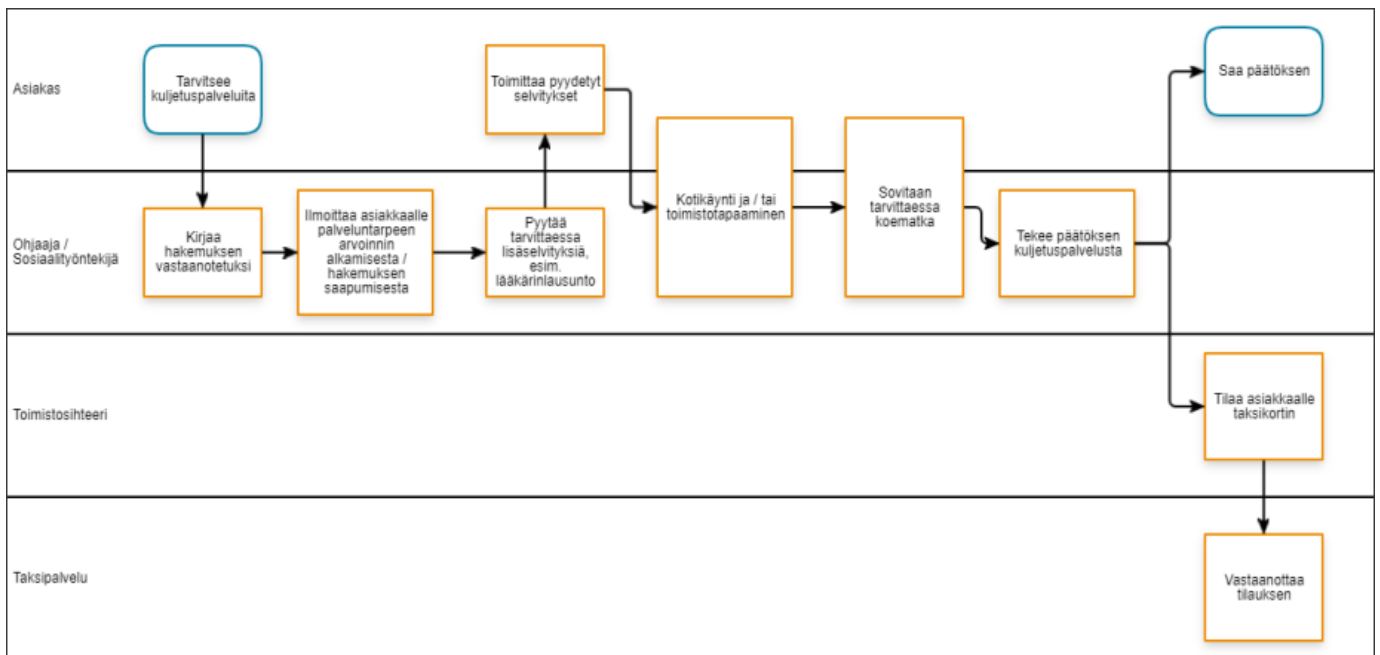 Asiakas
Tarvitsee
kuljetuspalveluita
Toimittaa pyydetyt
selvitykset
Saa päätöksen
Ohjaaja /
Sosiaalityöntekijä
Kirjaa
hakemuksen
vastaanotetuksi
Ilmoittaa asiakkaalle
palveluntarpeen
arvoinnin
alkamisesta /
hakemuksen
saapumisesta
Pyytää
tarvittaessa
lisäselvityksiä,
esim.
lääkärinlausunto
Kotikäynti ja / tai
toimistotapaaminen
Sovitaan
tarvittaessa
koematka
Tekee päätöksen
kuljetuspalvelusta
Toimistosihteeri
Tilaa asiakkaalle
taksikortin
Taksipalvelu
Vastaanottaa
tilauksen